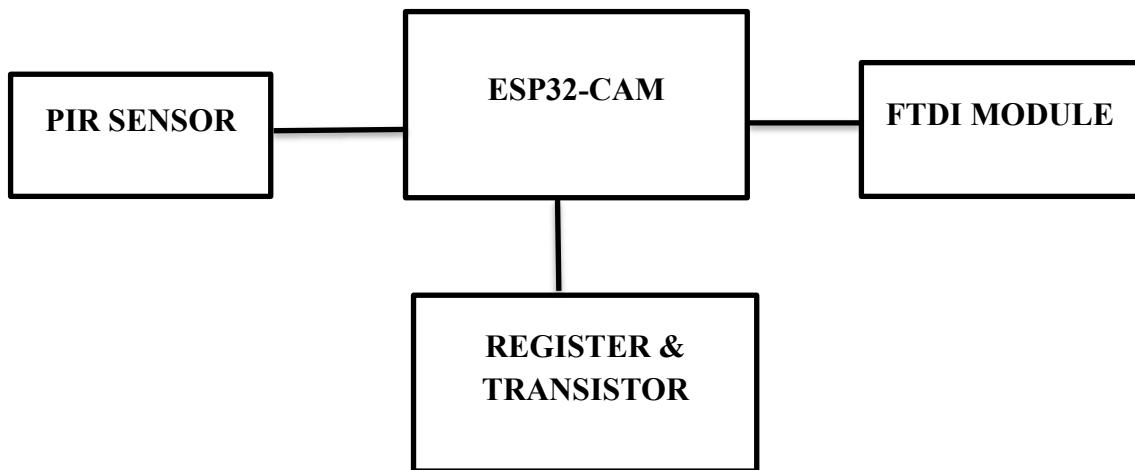 ESP32-CAM
PIR SENSOR
FTDI MODULE
REGISTER &
TRANSISTOR